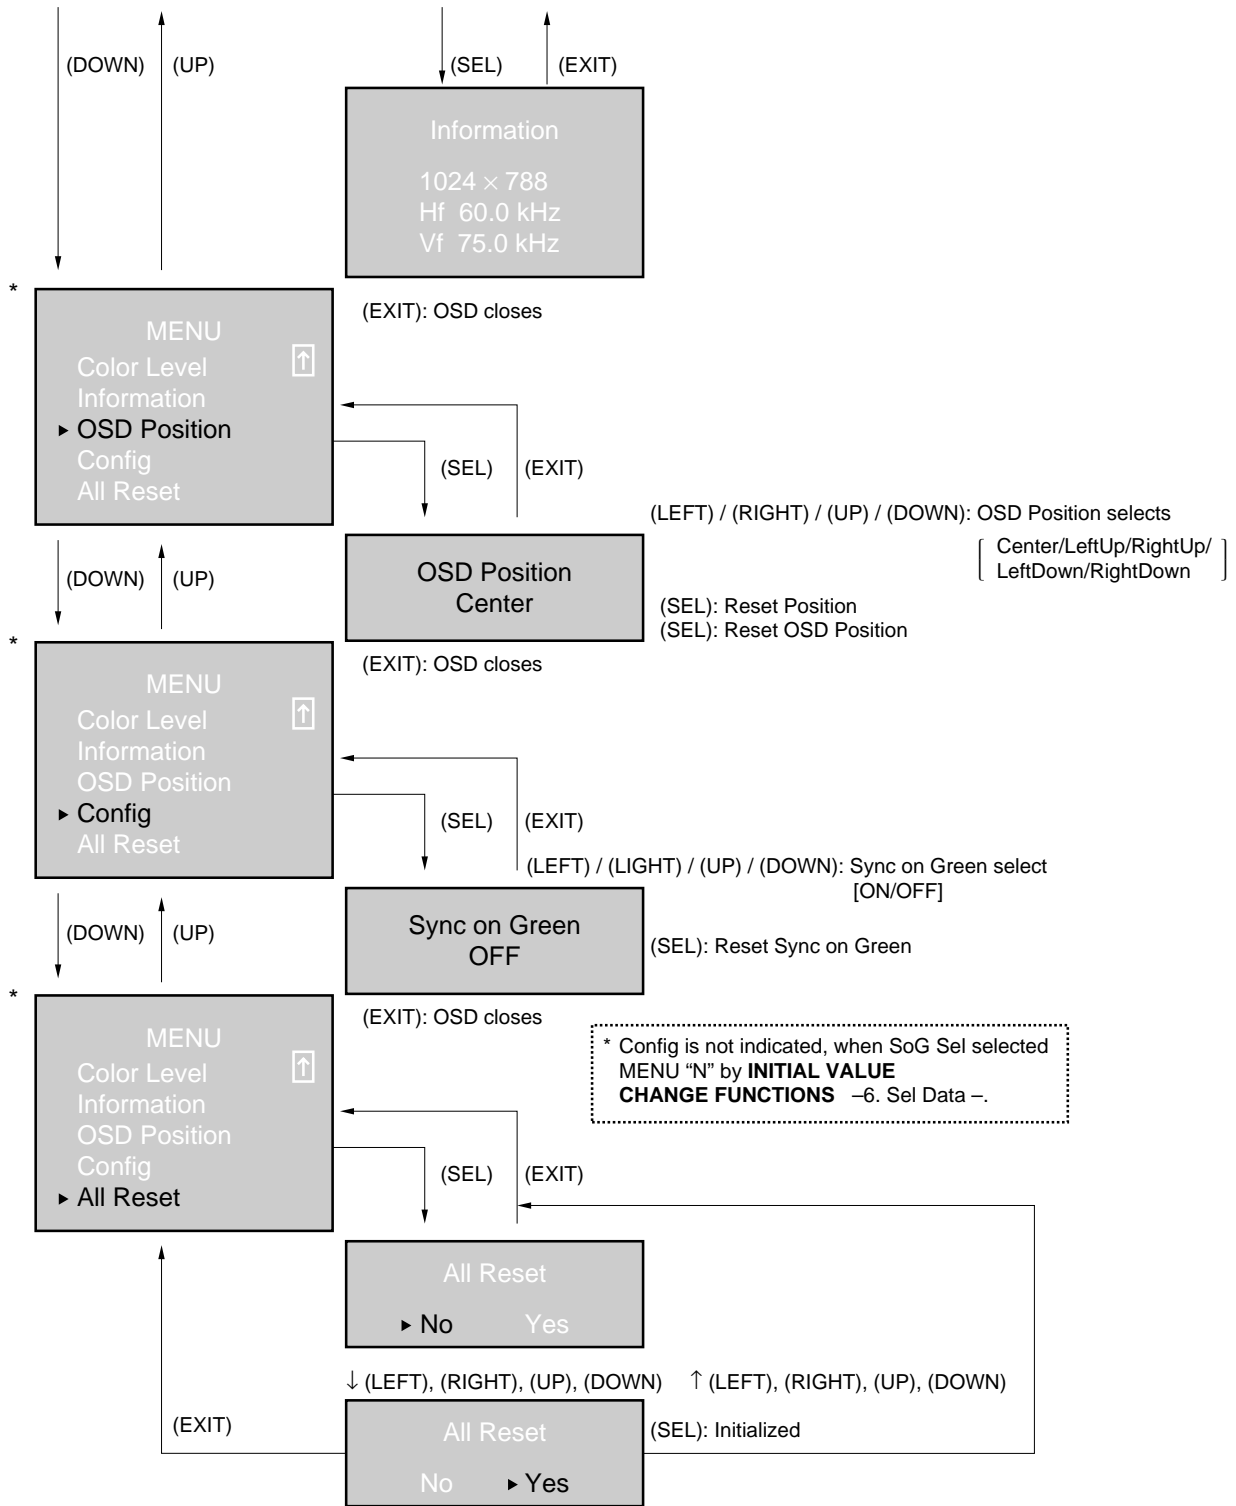 (DOWN) (UP) (SEL) (EXIT)
Information
1024 × 788
Hf 60.0 kHz
Vf 75.0 kHz
(EXIT): OSD closes
*
MENU
Color Level ↑
Information
▶ OSD Position
Config
All Reset
(SEL) (EXIT)
(LEFT) / (RIGHT) / (UP) / (DOWN): OSD Position selects
[ Center/LeftUp/RightUp/
LeftDown/RightDown ]
OSD Position
Center
(SEL): Reset Position
(SEL): Reset OSD Position
(EXIT): OSD closes
(DOWN) (UP)
*
MENU
Color Level ↑
Information
OSD Position
▶ Config
All Reset
(SEL) (EXIT)
(LEFT) / (LIGHT) / (UP) / (DOWN): Sync on Green select
[ON/OFF]
Sync on Green
OFF
(SEL): Reset Sync on Green
(EXIT): OSD closes
(DOWN) (UP)
*
MENU
Color Level ↑
Information
OSD Position
Config
▶ All Reset
* Config is not indicated, when SoG Sel selected
MENU “N” by INITIAL VALUE
CHANGE FUNCTIONS –6. Sel Data –.
(SEL) (EXIT)
All Reset
▶ No Yes
↓ (LEFT), (RIGHT), (UP), (DOWN) ↑ (LEFT), (RIGHT), (UP), (DOWN)
(EXIT)
All Reset
No ▶ Yes
(SEL): Initialized